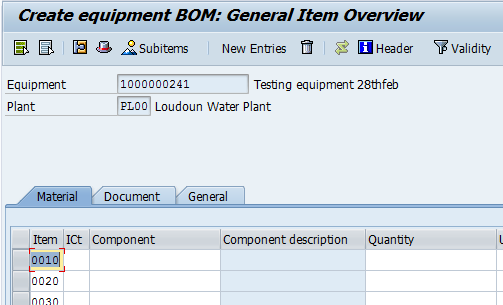 Create equipment BOM: General Item Overview
Subitems New Entries Header Validity
Equipment 1000000241 Testing equipment 28thfeb
Plant PL00 Loudoun Water Plant
Material Document General
Item ICt Component Component description Quantity
0010
0020
0030